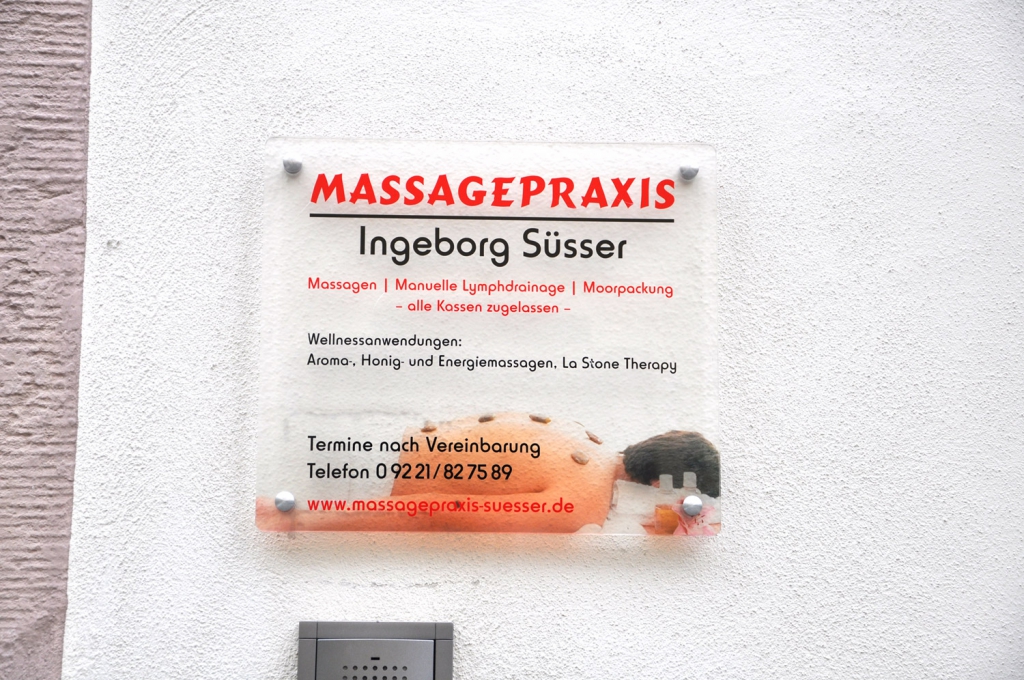 MASSAGEPRAXIS
Ingeborg Süsser
Massagen | Manuelle Lymphdrainage | Moorpackung
– alle Kassen zugelassen –
Wellnessanwendungen:
Aroma-, Honig- und Energiemassagen, La Stone Therapy
Termine nach Vereinbarung
Telefon 0 92 21 / 82 75 89
www.massagepraxis-suesser.de